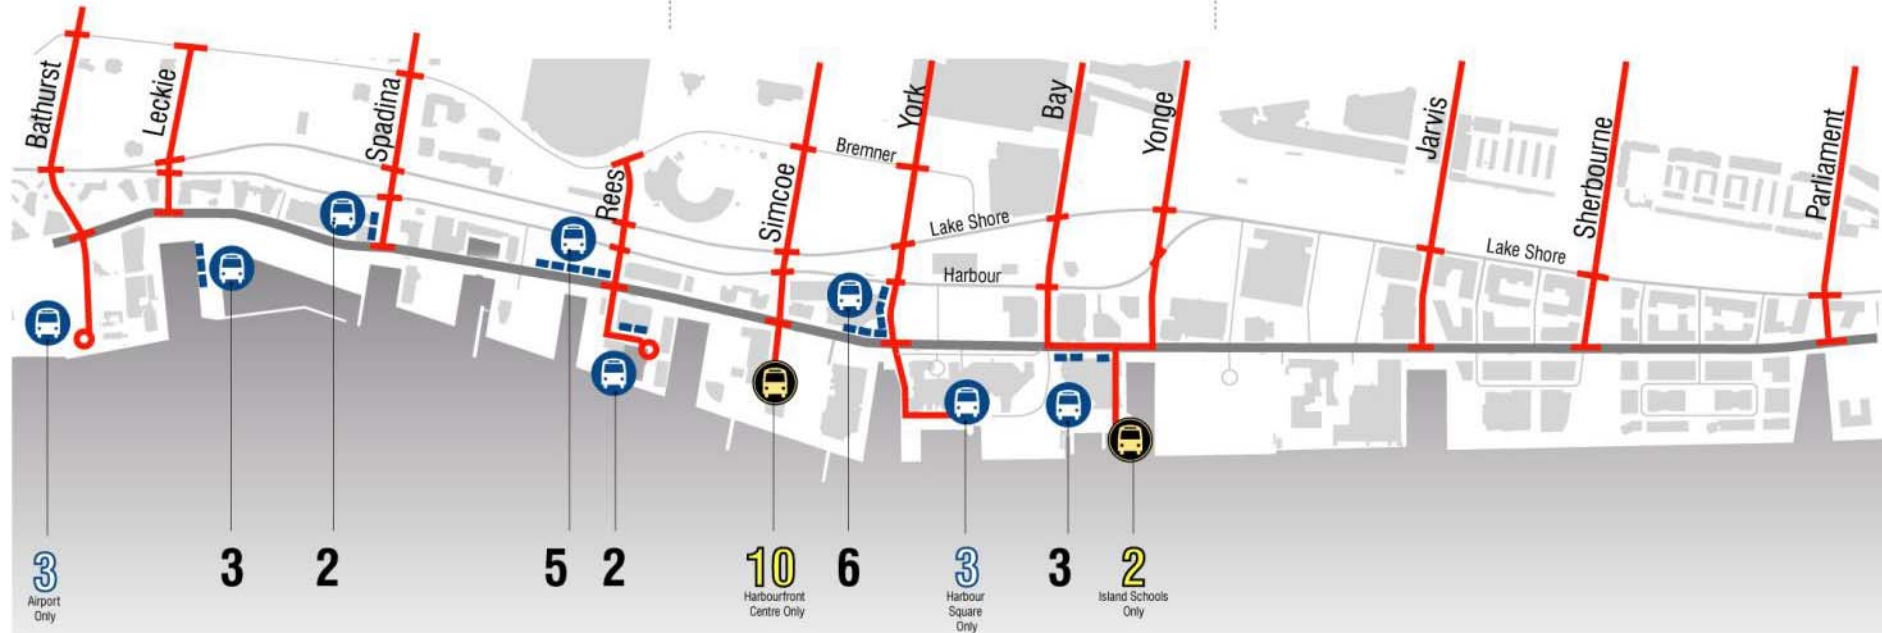 Bathurst
Leckie
Spadina
Rees
Simcoe
York
Bay
Yonge
Jarvis
Sherbourne
Parliament
Bremner
Lake Shore
Lake Shore
Harbour
3
Airport
Only
3
2
5
2
10
Harbourfront
Centre Only
6
3
Harbour
Square
Only
3
2
Island Schools
Only